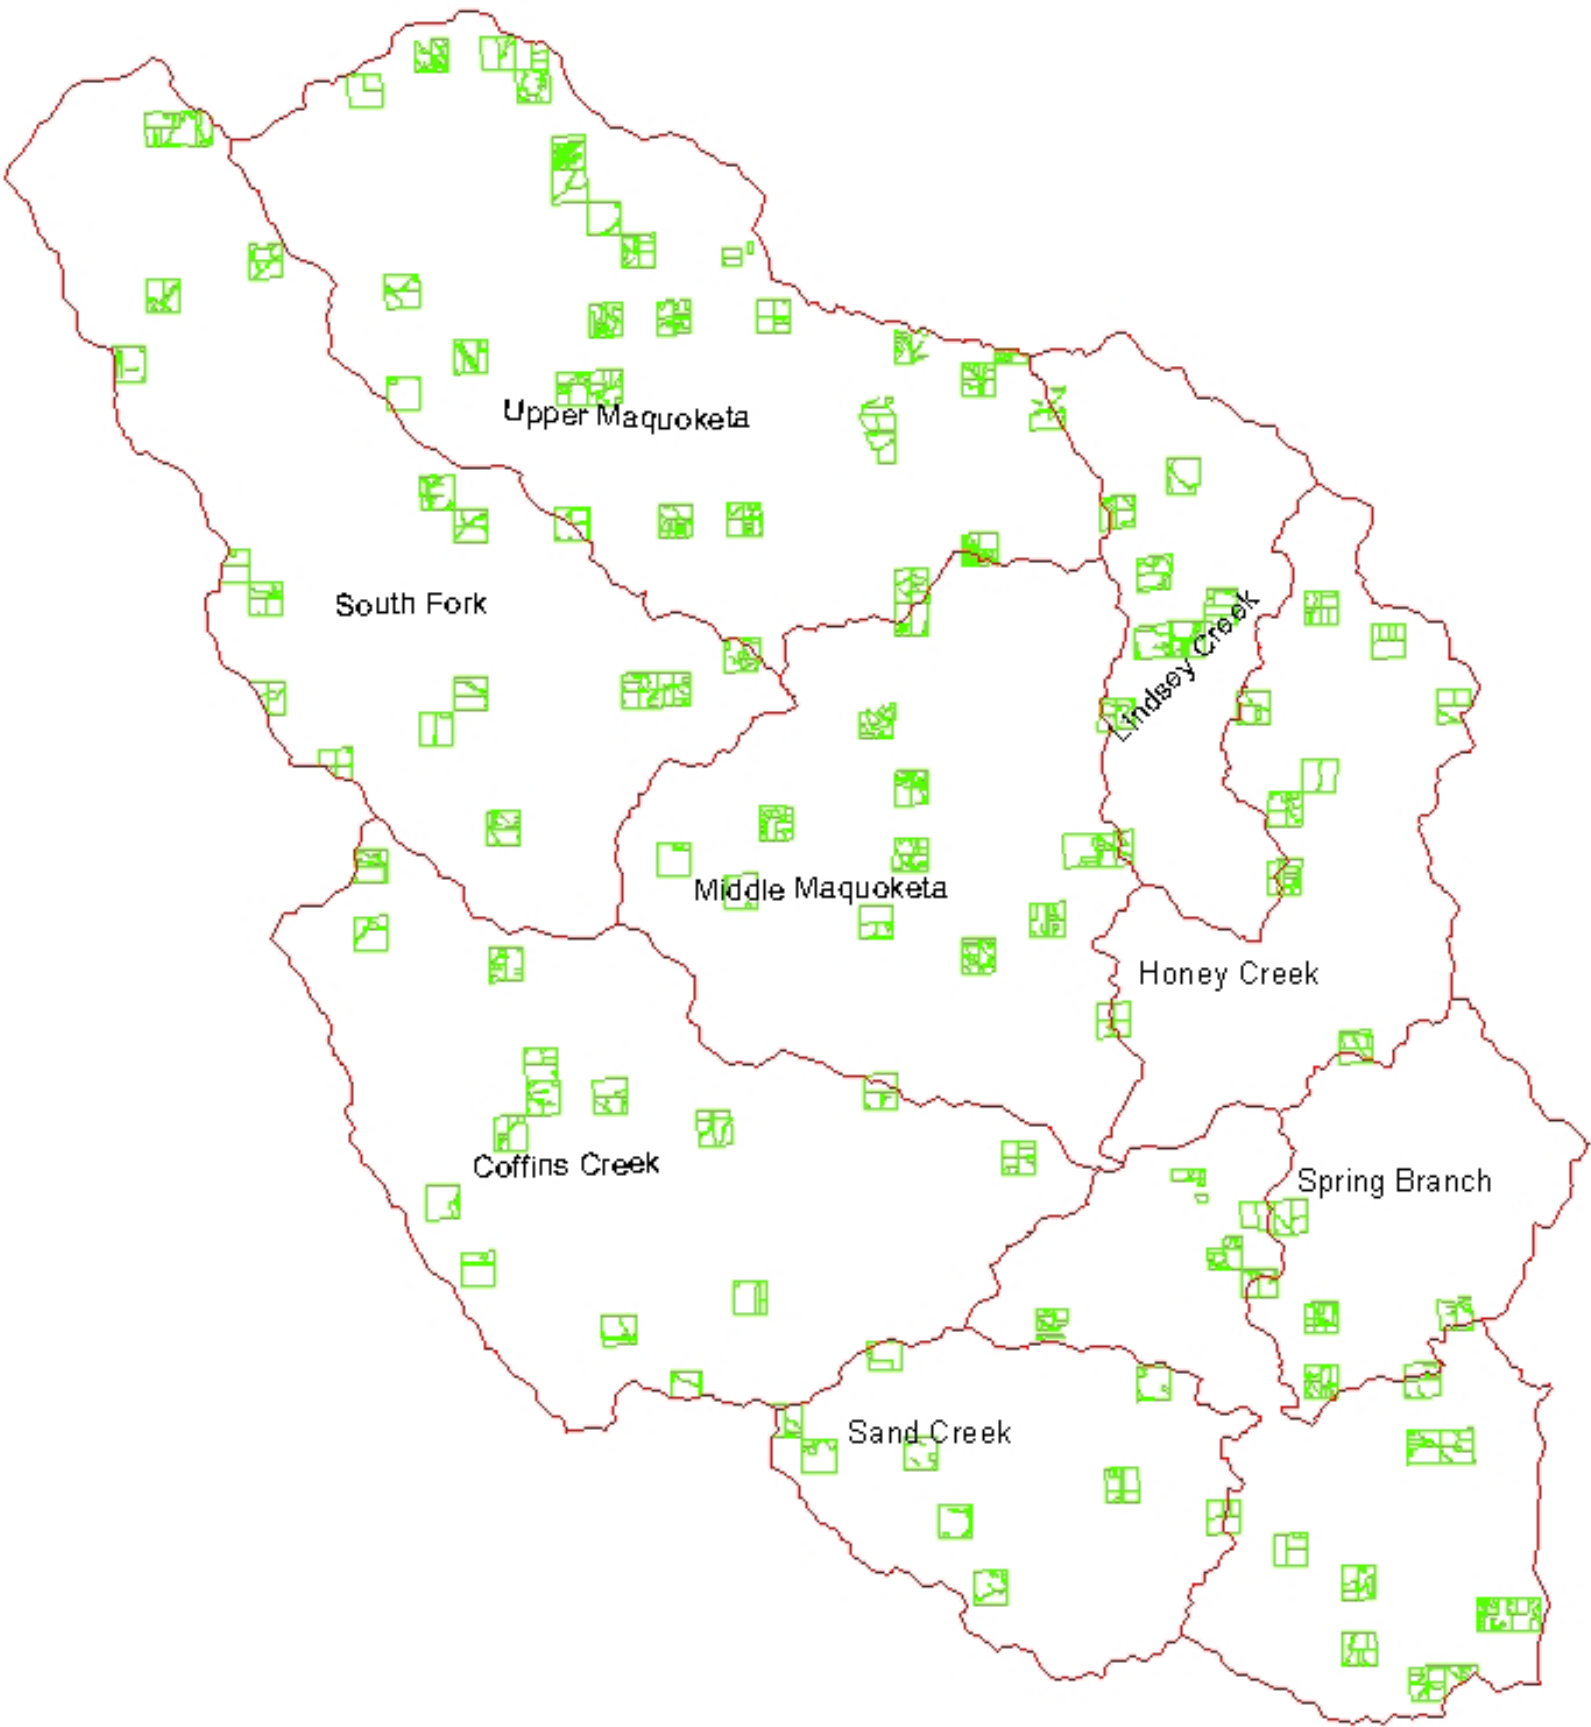 Upper Maquoketa
South Fork
Lindsey Creek
Middle Maquoketa
Honey Creek
Coffins Creek
Spring Branch
Sand Creek